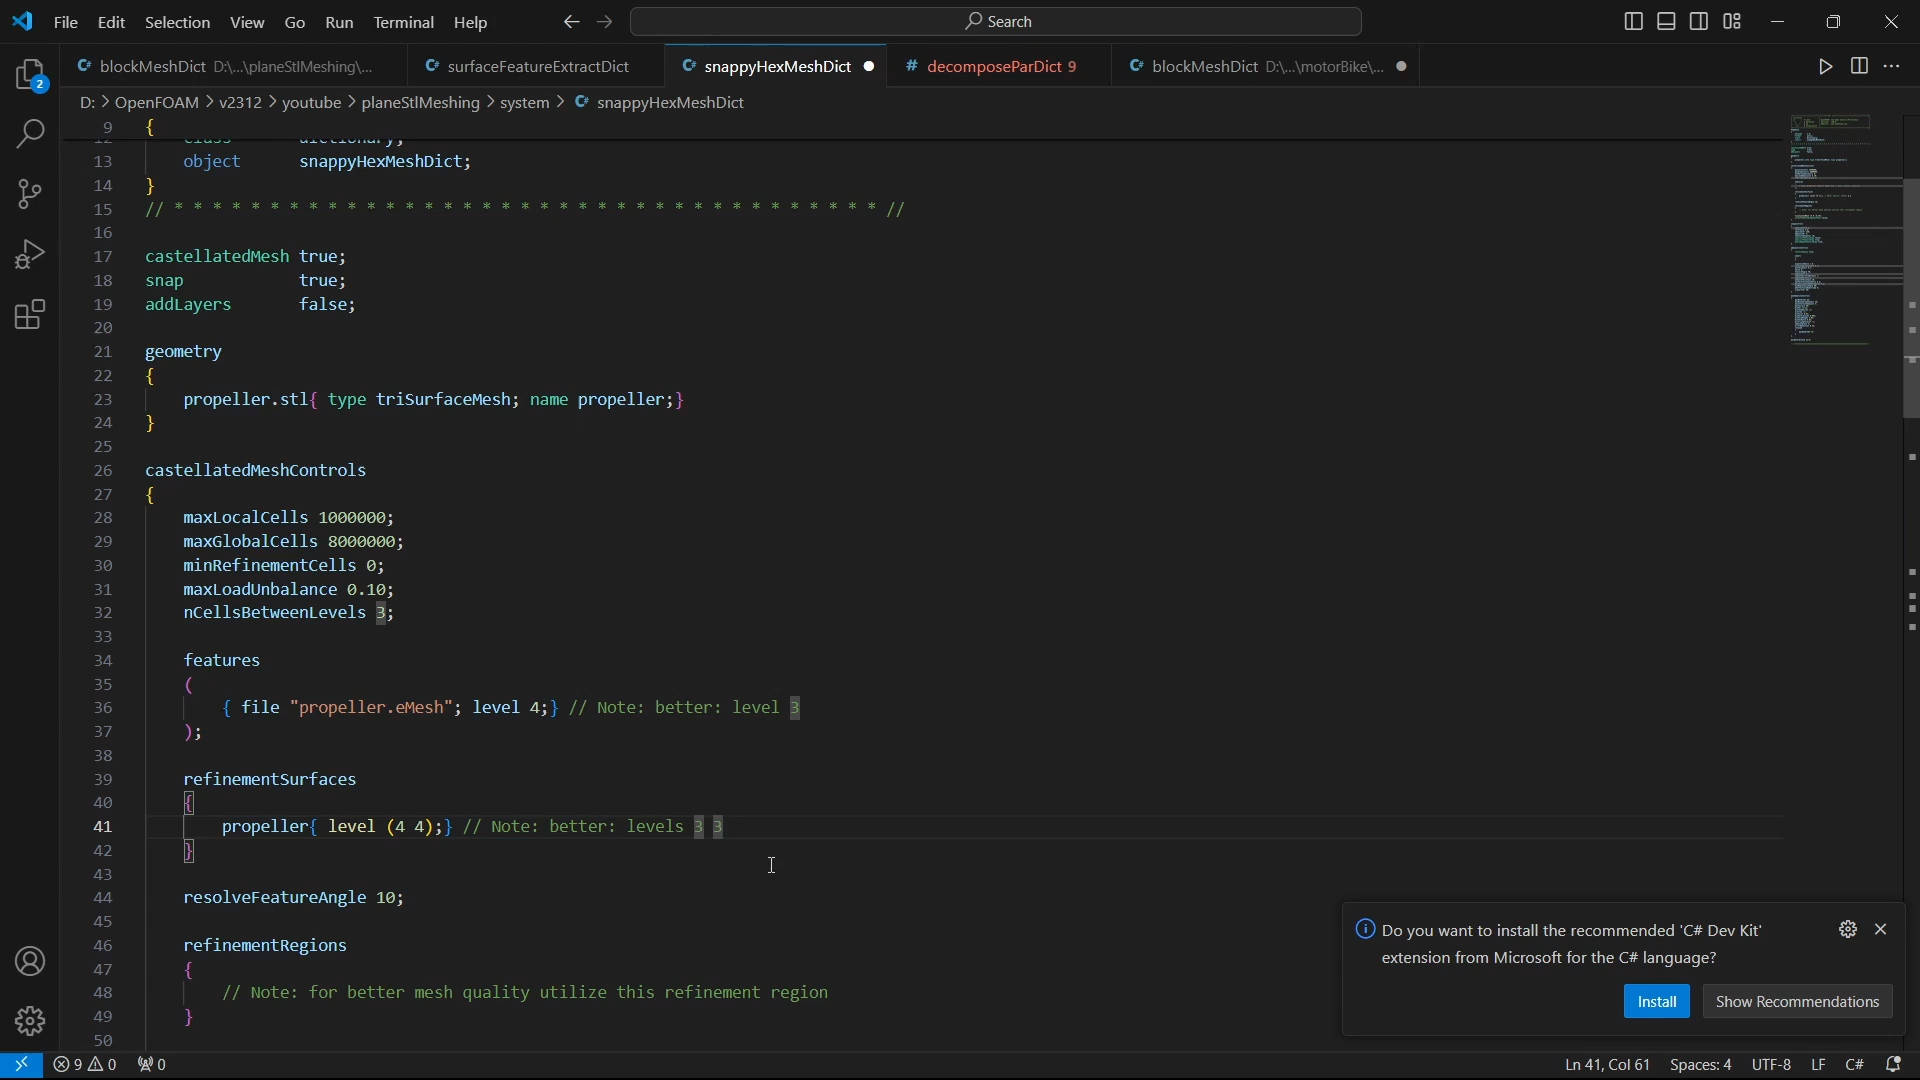 File Edit Selection View Go Run Terminal Help
Search
blockMeshDict D:\...\planeStlMeshing\...
surfaceFeatureExtractDict
snappyHexMeshDict
decomposeParDict 9
blockMeshDict D:\...\motorBike\...
2
D: > OpenFOAM > v2312 > youtube > planeStlMeshing > system > snappyHexMeshDict
9 {
12 class dictionary;
13 object snappyHexMeshDict;
14 }
15 // * * * * * * * * * * * * * * * * * * * * * * * * * * * * * * * * * * * * * //
16
17 castellatedMesh true;
18 snap true;
19 addLayers false;
20
21 geometry
22 {
23 propeller.stl{ type triSurfaceMesh; name propeller;}
24 }
25
26 castellatedMeshControls
27 {
28 maxLocalCells 1000000;
29 maxGlobalCells 8000000;
30 minRefinementCells 0;
31 maxLoadUnbalance 0.10;
32 nCellsBetweenLevels 3;
33
34 features
35 (
36 { file "propeller.eMesh"; level 4;} // Note: better: level 3
37 );
38
39 refinementSurfaces
40 {
41 propeller{ level (4 4);} // Note: better: levels 3 3
42 }
43
44 resolveFeatureAngle 10;
45
46 refinementRegions
47 {
48 // Note: for better mesh quality utilize this refinement region
49 }
50
Do you want to install the recommended 'C# Dev Kit'
extension from Microsoft for the C# language?
Install
Show Recommendations
9 0 0
Ln 41, Col 61 Spaces: 4 UTF-8 LF C#